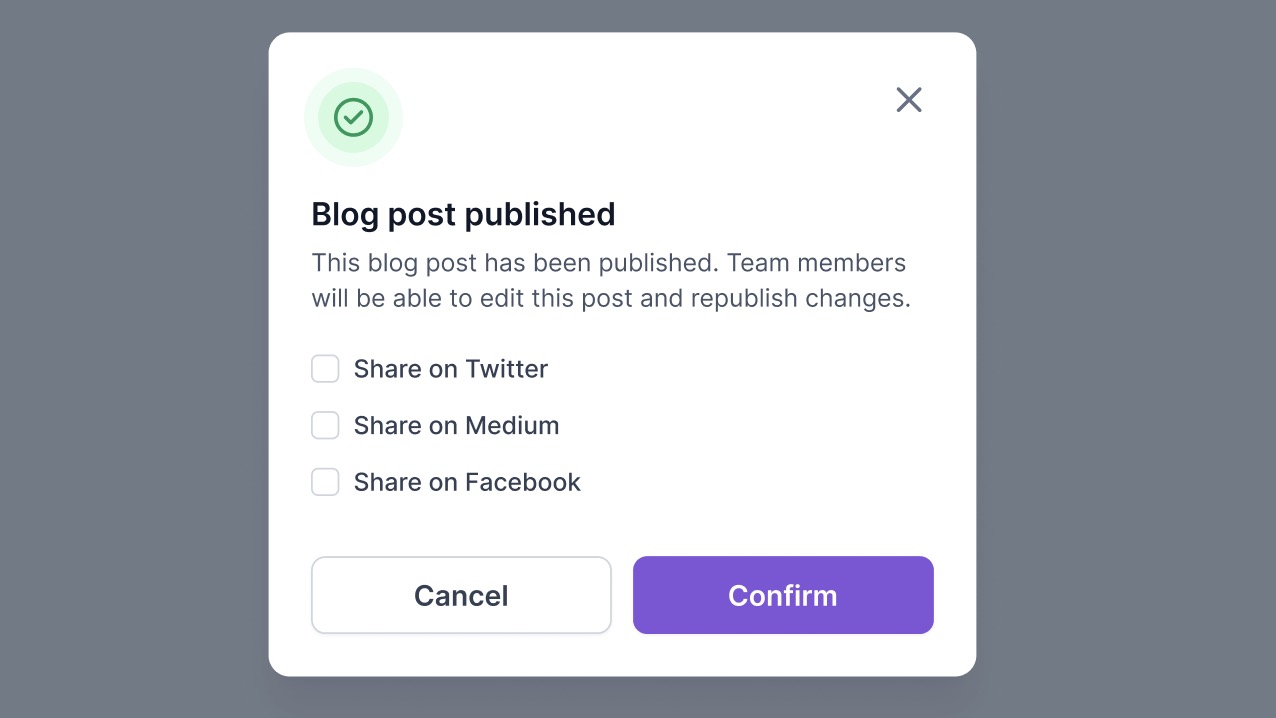 Blog post published
This blog post has been published. Team members
will be able to edit this post and republish changes.
Share on Twitter
Share on Medium
Share on Facebook
Cancel
Confirm